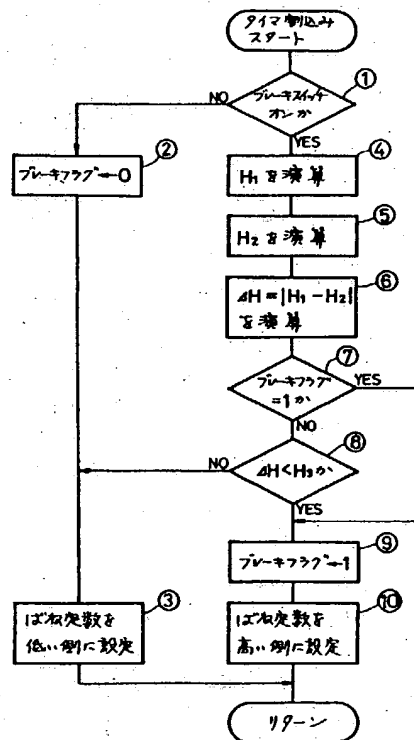 タイマ割込み
スタート
①
ブレーキスイッチ
オンか
NO
YES
②
ブレーキフラグ←0
④
H₁を演算
⑤
H₂を演算
⑥
⊿H=|H₁-H₂|
を演算
⑦
ブレーキフラグ
=1か
YES
NO
⑧
⊿H<H₃か
NO
YES
⑨
ブレーキフラグ←1
③
ばね定数を
低い側に設定
⑩
ばね定数を
高い側に設定
リターン